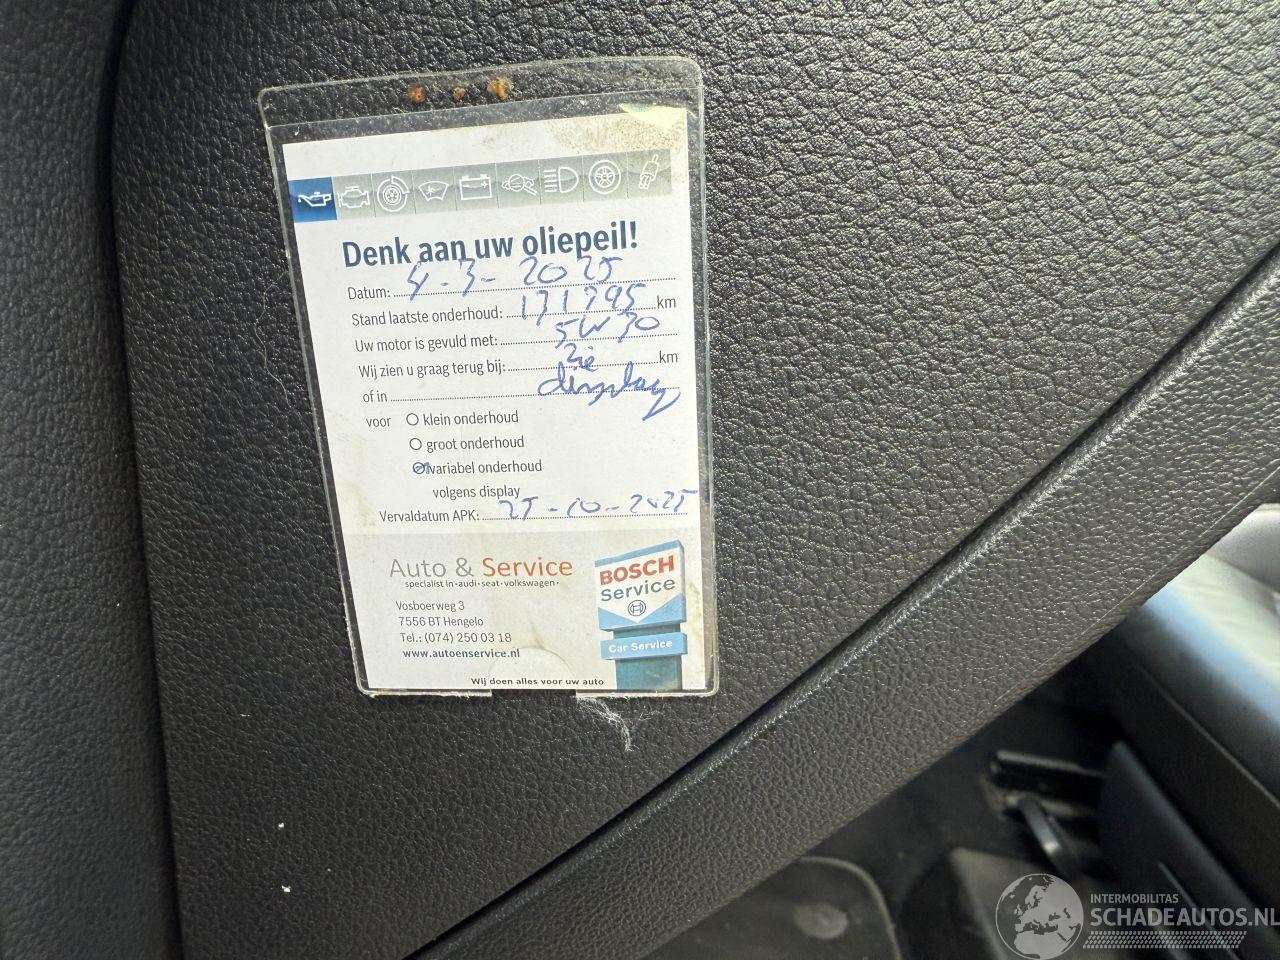 Denk aan uw oliepeil!
Datum: 4-3-2025
Stand laatste onderhoud: 171795 km
Uw motor is gevuld met: 5W30
Wij zien u graag terug bij: Zie km
of in display
voor klein onderhoud
groot onderhoud
variabel onderhoud
volgens display
Vervaldatum APK: 25-10-2025
Auto & Service
specialist in•audi•seat•volkswagen•
Vosboerweg 3
7556 BT Hengelo
Tel.: (074) 250 03 18
www.autoenservice.nl
Wij doen alles voor uw auto
BOSCH
Service
Car Service
INTERMOBILITAS
SCHADEAUTOS.NL